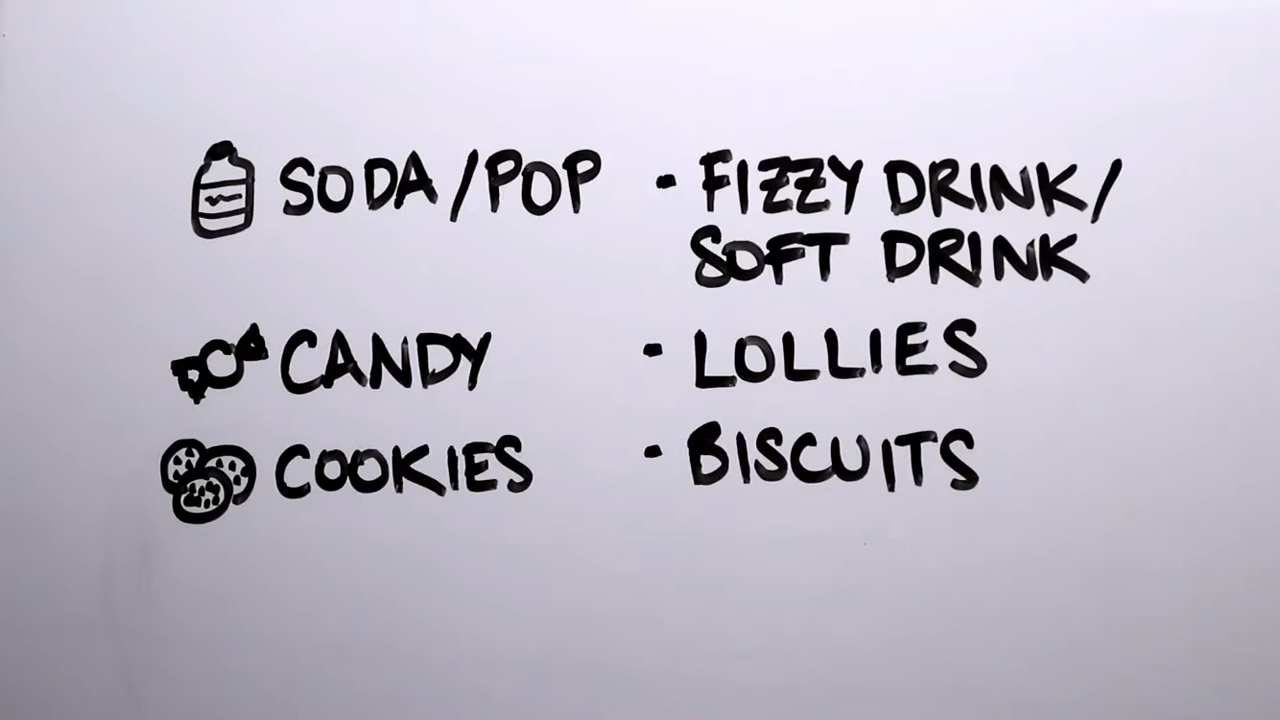 SODA/POP - FIZZY DRINK/
SOFT DRINK
CANDY - LOLLIES
COOKIES - BISCUITS